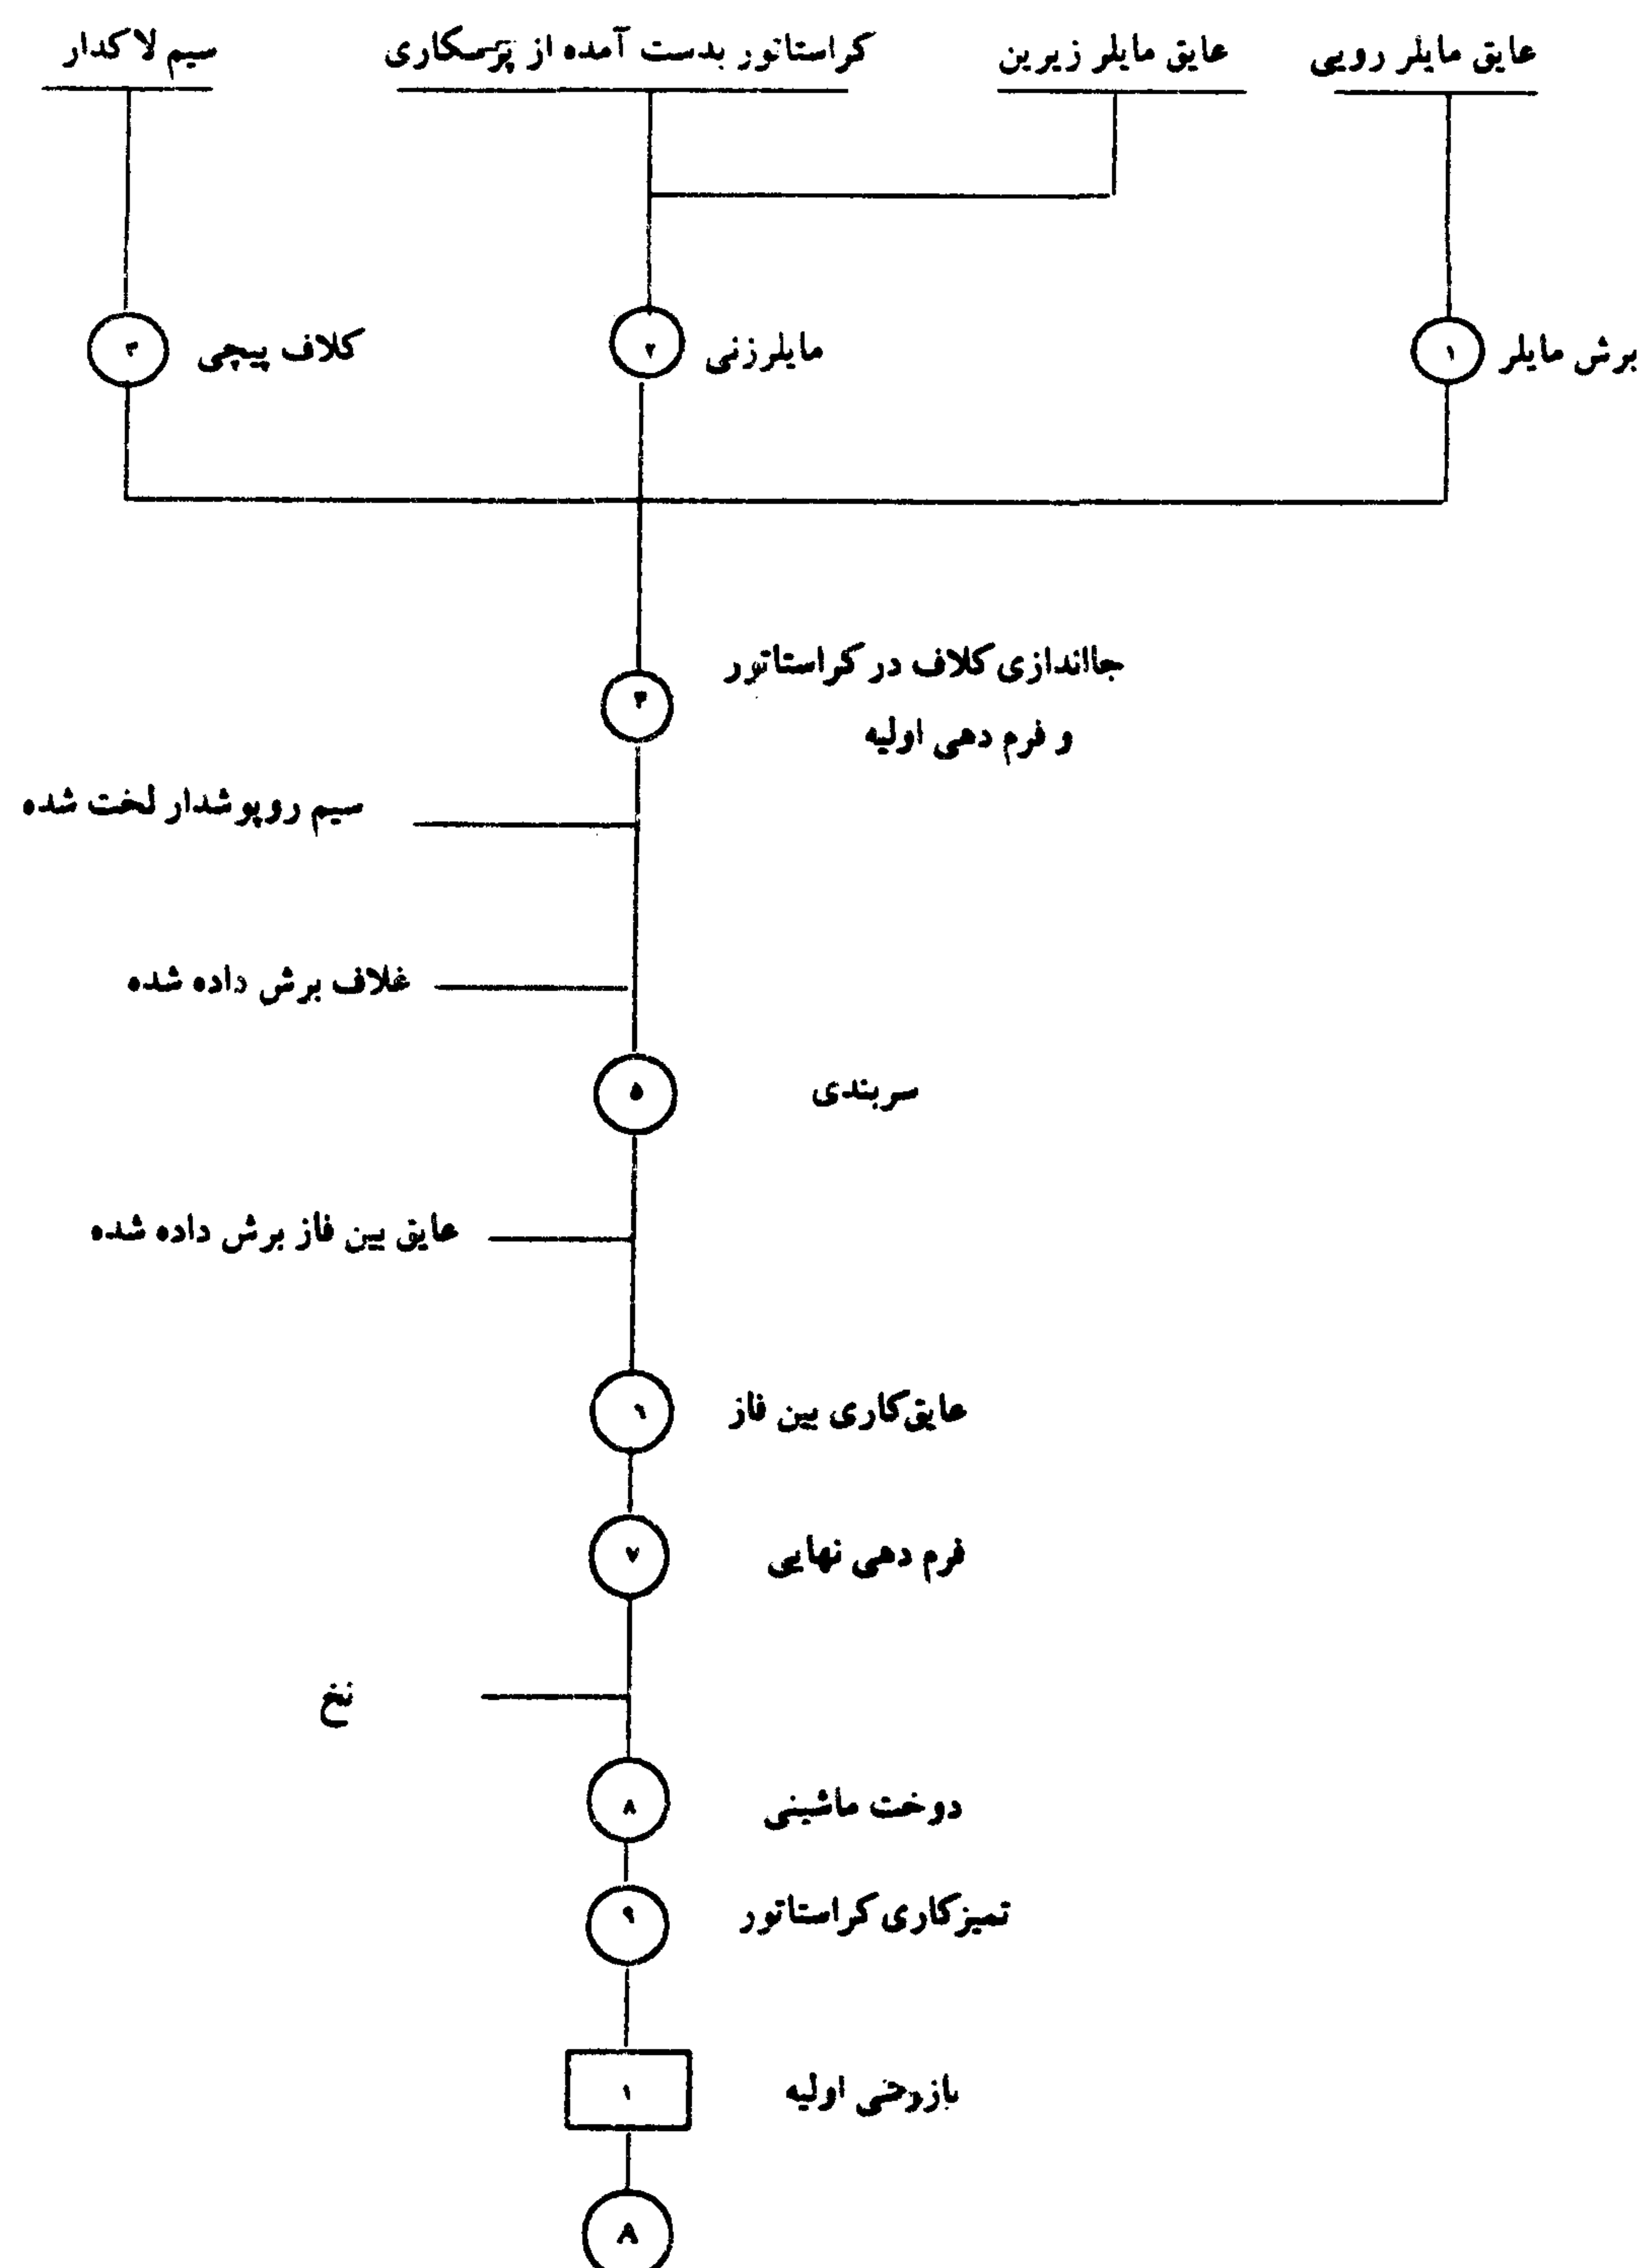 عایق مایلر رویی
عایق مایلر زیرین
کراستاتور بدست آمده از پرسکاری
سیم لاکدار
برش مایلر
۱
مایلرزنی
۲
کلاف پیچی
۳
جااندازی کلاف در کراستاتور
و فرم دهی اولیه
۴
سیم روپوشدار لخت شده
غلاف برش داده شده
سربندی
۵
عایق بین فاز برش داده شده
عایق‌کاری بین فاز
۶
فرم دهی نهایی
۷
نخ
دوخت ماشینی
۸
تمیزکاری کراستاتور
۹
اولیه
۱
A